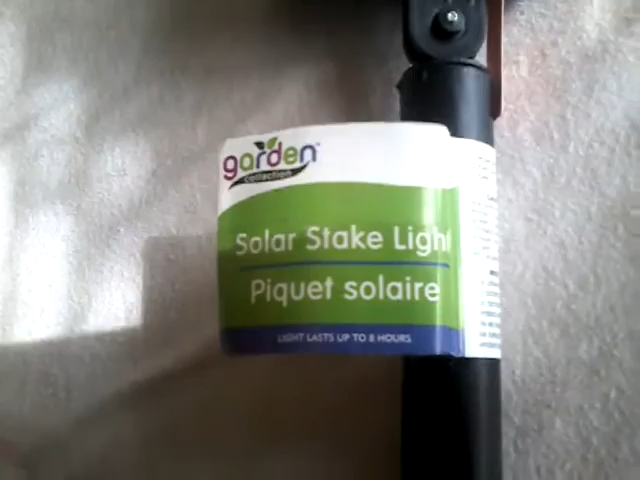 garden
collection
Solar Stake Light
Piquet solaire
LIGHT LASTS UP TO 8 HOURS